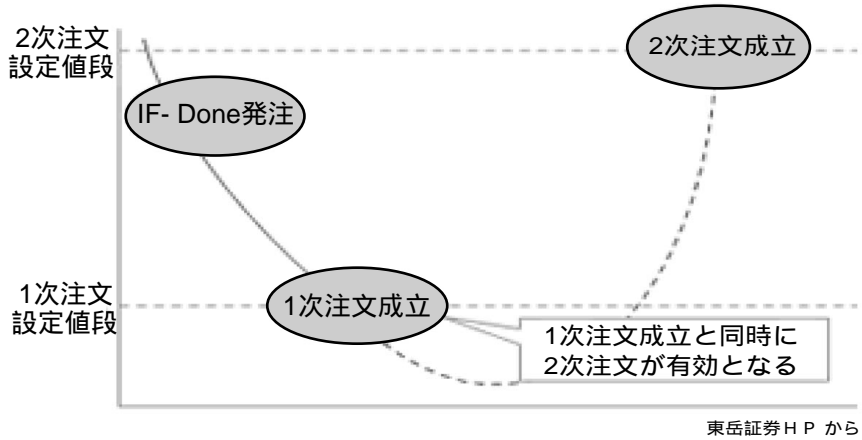 2次注文
設定値段
2次注文成立
IF- Done発注
1次注文
設定値段
1次注文成立
1次注文成立と同時に
2次注文が有効となる
東岳証券ＨＰ から